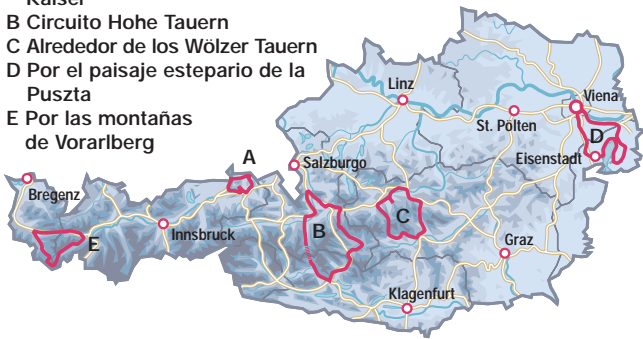 Kaiser
B Circuito Hohe Tauern
C Alrededor de los Wölzer Tauern
D Por el paisaje estepario de la
Puszta
E Por las montañas
de Vorarlberg
Linz
Viena
St. Pölten
D
Eisenstadt
A
Salzburgo
Bregenz
E
Innsbruck
B
C
Graz
Klagenfurt